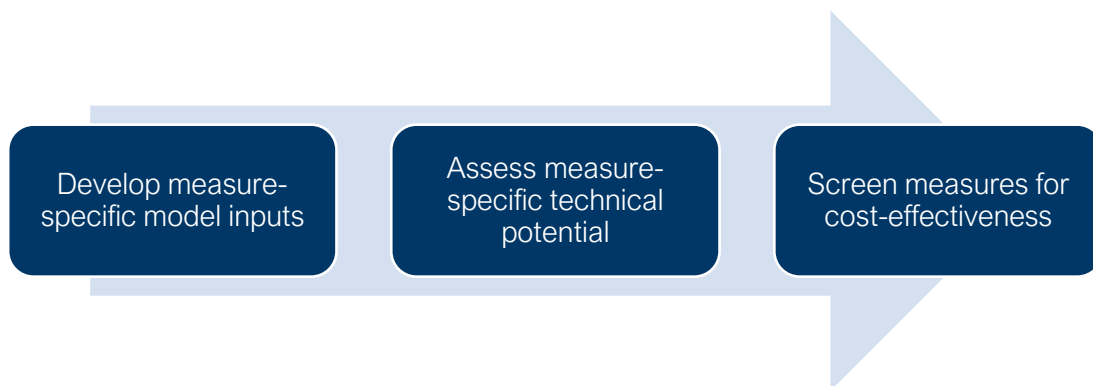 Develop measure-
specific model inputs
Assess measure-
specific technical
potential
Screen measures for
cost-effectiveness